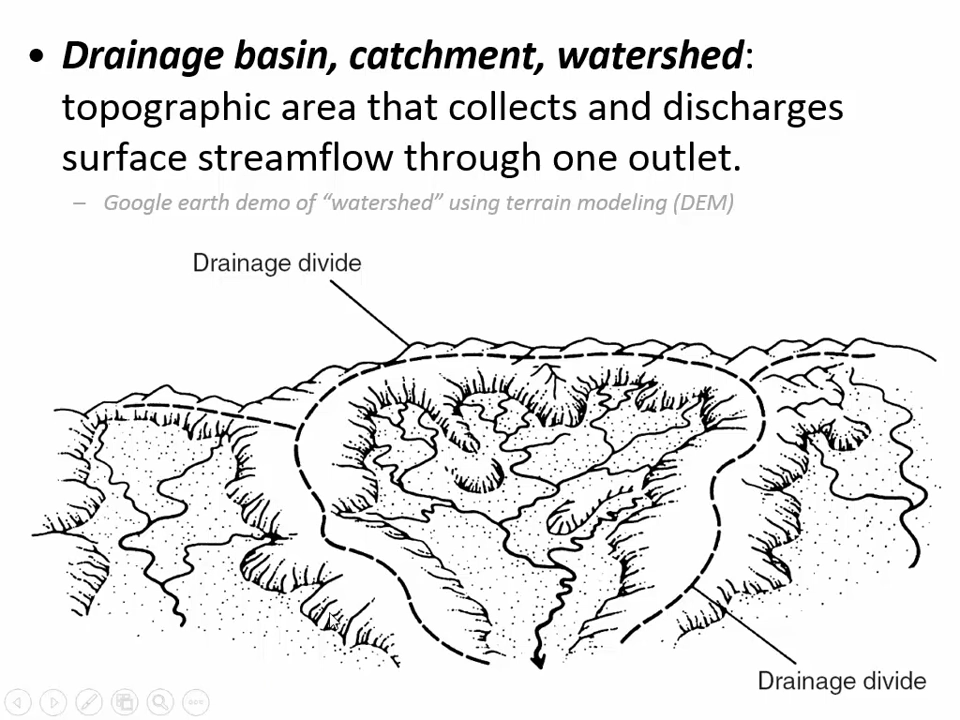 • Drainage basin, catchment, watershed:
topographic area that collects and discharges
surface streamflow through one outlet.
– Google earth demo of “watershed” using terrain modeling (DEM)
Drainage divide
Drainage divide